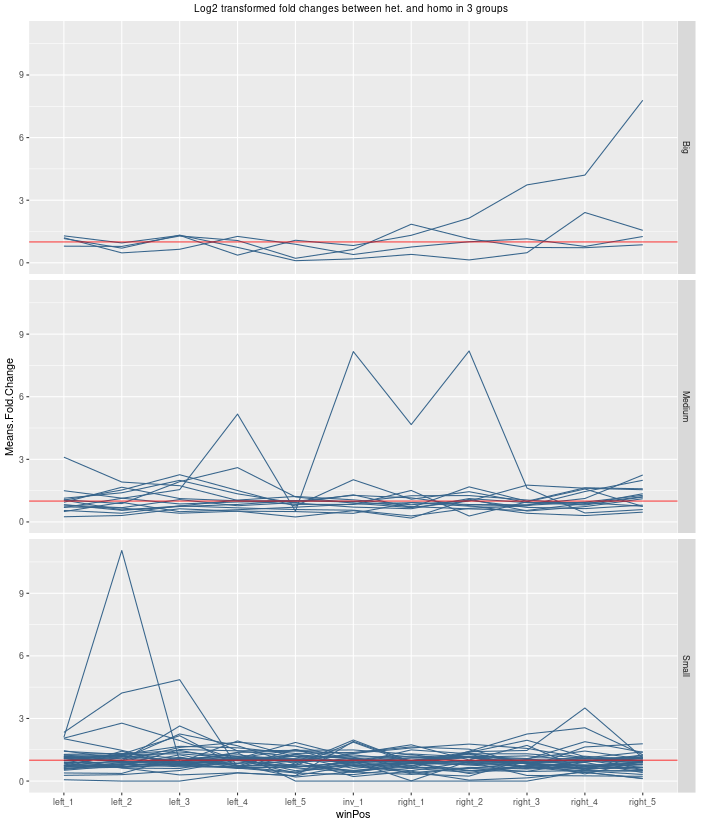 Log2 transformed fold changes between het. and homo in 3 groups
Means.Fold.Change
9
6
3
0
Big
9
6
3
0
Medium
9
6
3
0
Small
left_1 left_2 left_3 left_4 left_5 inv_1 right_1 right_2 right_3 right_4 right_5
winPos